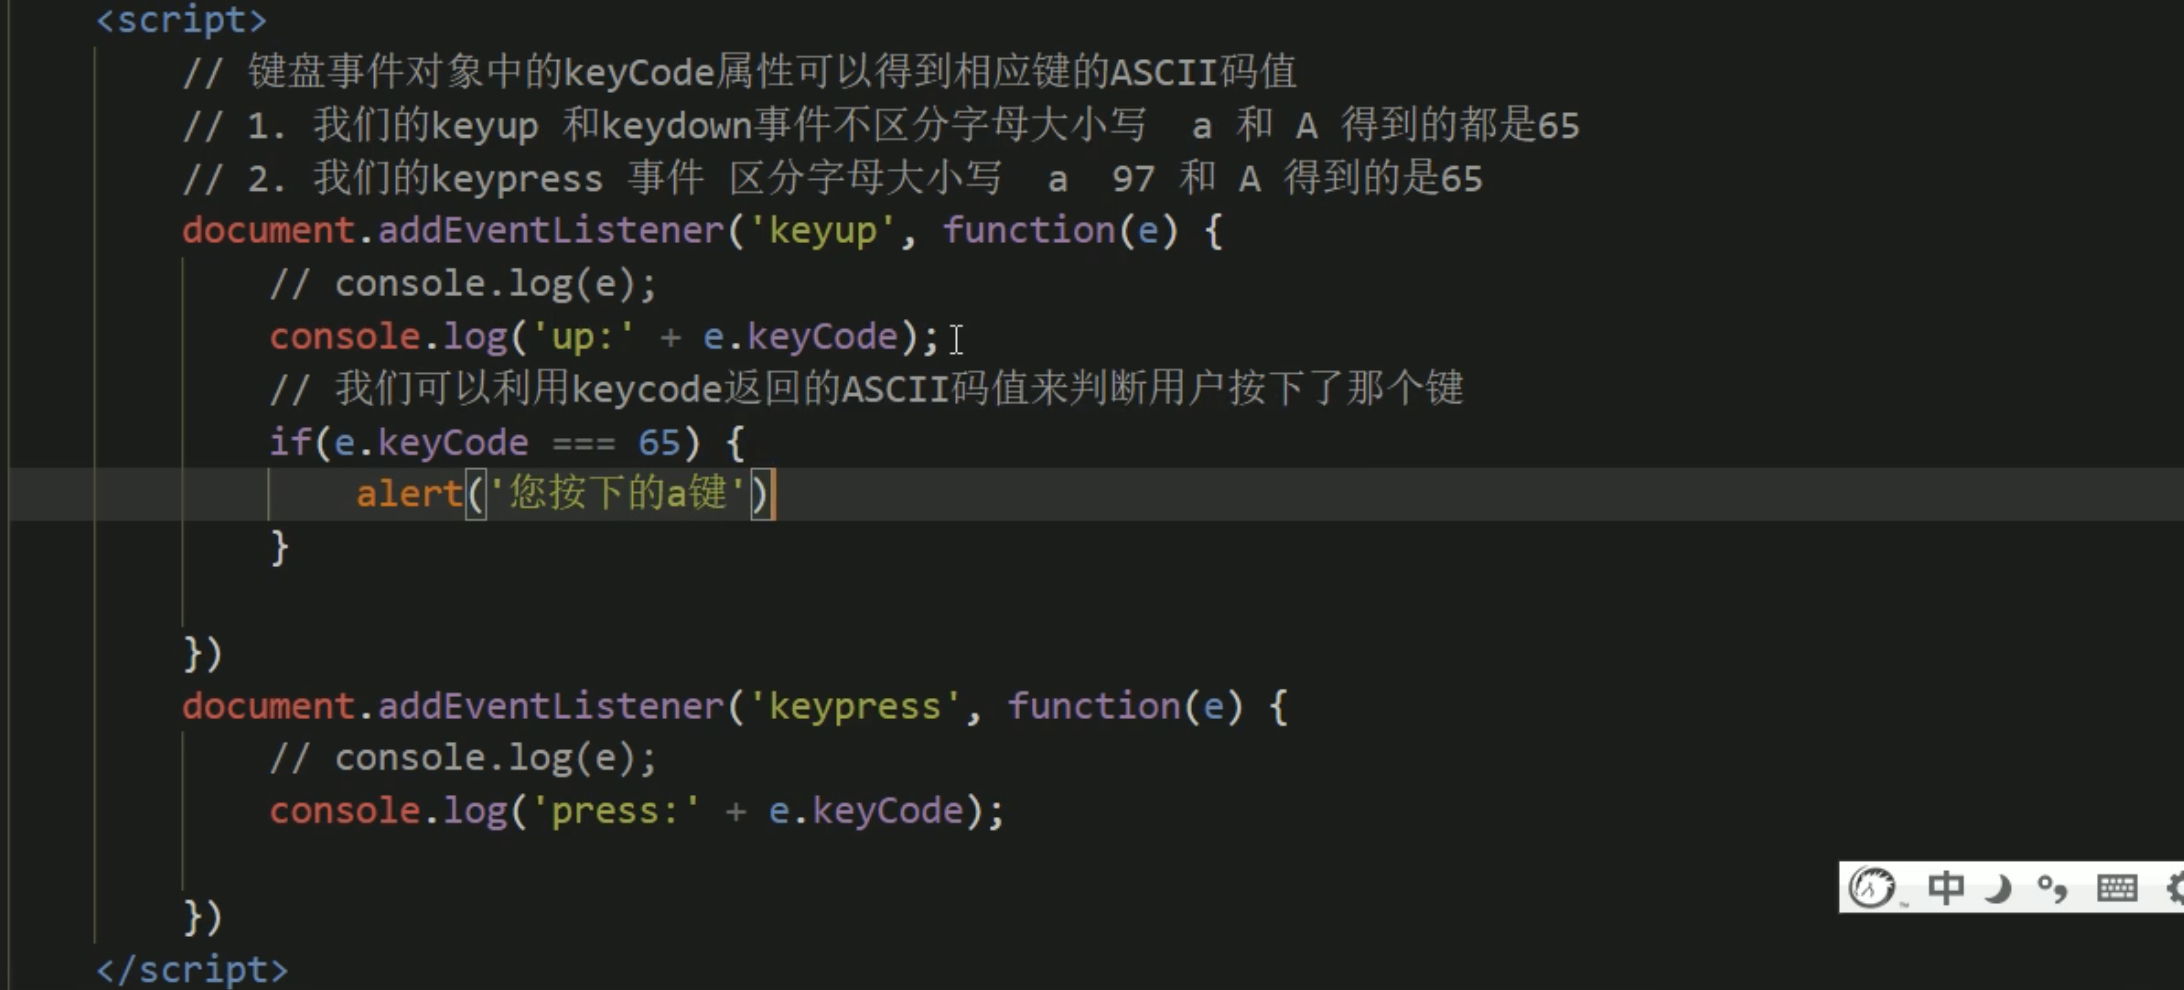 <script>
// 键盘事件对象中的keyCode属性可以得到相应键的ASCII码值
// 1. 我们的keyup 和keydown事件不区分字母大小写  a 和 A 得到的都是65
// 2. 我们的keypress 事件 区分字母大小写  a  97 和 A 得到的是65
document.addEventListener('keyup', function(e) {
// console.log(e);
console.log('up:' + e.keyCode);
// 我们可以利用keycode返回的ASCII码值来判断用户按下了那个键
if(e.keyCode === 65) {
alert('您按下的a键')
}
})
document.addEventListener('keypress', function(e) {
// console.log(e);
console.log('press:' + e.keyCode);
})
</script>
中